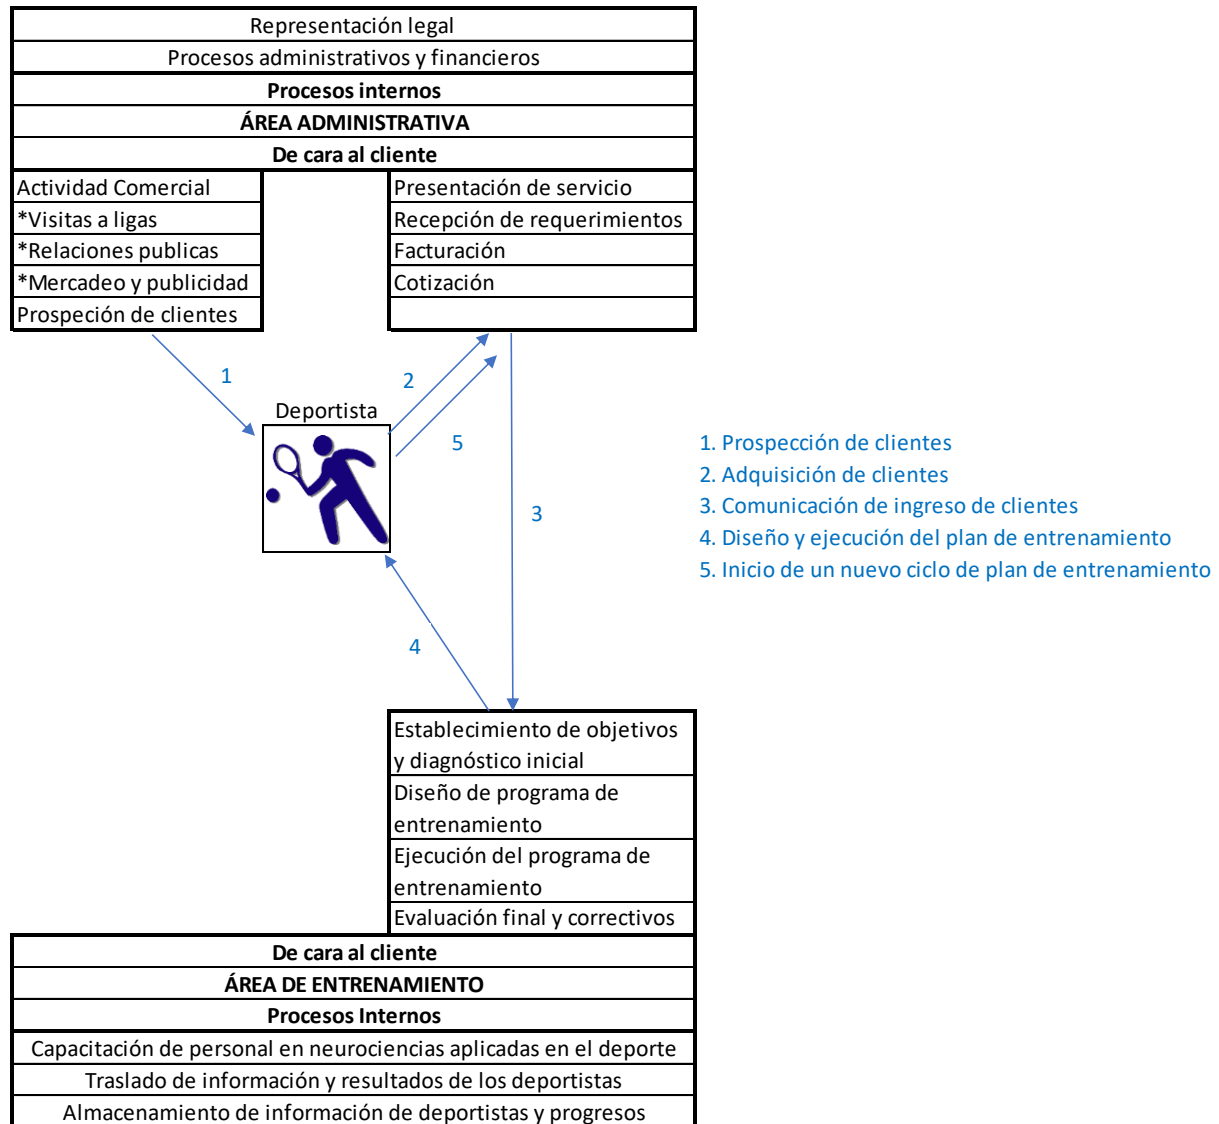 Representación legal
Procesos administrativos y financieros
Procesos internos
ÁREA ADMINISTRATIVA
De cara al cliente
Actividad Comercial
*Visitas a ligas
*Relaciones publicas
*Mercadeo y publicidad
Prospeción de clientes
Presentación de servicio
Recepción de requerimientos
Facturación
Cotización
1
2
Deportista
5
3
4
1. Prospección de clientes
2. Adquisición de clientes
3. Comunicación de ingreso de clientes
4. Diseño y ejecución del plan de entrenamiento
5. Inicio de un nuevo ciclo de plan de entrenamiento
Establecimiento de objetivos
y diagnóstico inicial
Diseño de programa de
entrenamiento
Ejecución del programa de
entrenamiento
Evaluación final y correctivos
De cara al cliente
ÁREA DE ENTRENAMIENTO
Procesos Internos
Capacitación de personal en neurociencias aplicadas en el deporte
Traslado de información y resultados de los deportistas
Almacenamiento de información de deportistas y progresos